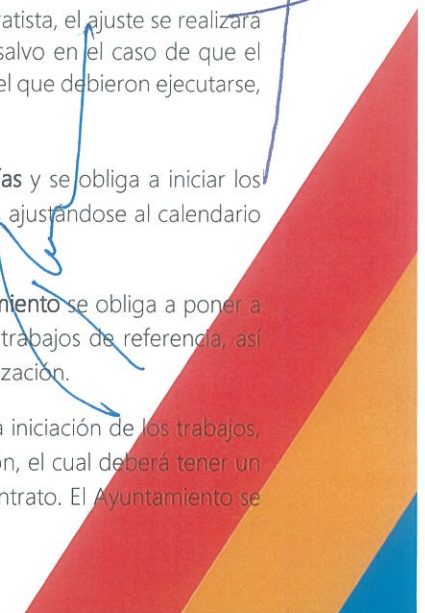 atista, el ajuste se realizará
salvo en el caso de que el
el que debieron ejecutarse,
ías y se obliga a iniciar los
ajustándose al calendario
miento se obliga a poner a
trabajos de referencia, así
zación.
a iniciación de los trabajos,
ón, el cual deberá tener un
ntrato. El Ayuntamiento se